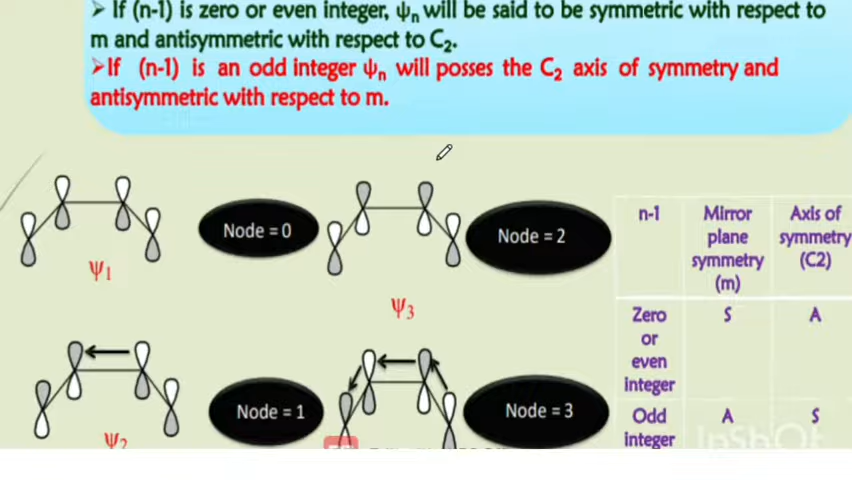 ➢ If (n-1) is zero or even integer, ψn will be said to be symmetric with respect to
m and antisymmetric with respect to C₂.
➢If (n-1) is an odd integer ψn will posses the C₂ axis of symmetry and
antisymmetric with respect to m.
Node = 0
Node = 2
ψ1
ψ3
Node = 1
Node = 3
ψ2
n-1
Mirror
plane
symmetry
(m)
Axis of
symmetry
(C2)
Zero
or
even
integer
S
A
Odd
integer
A
S
InShOt